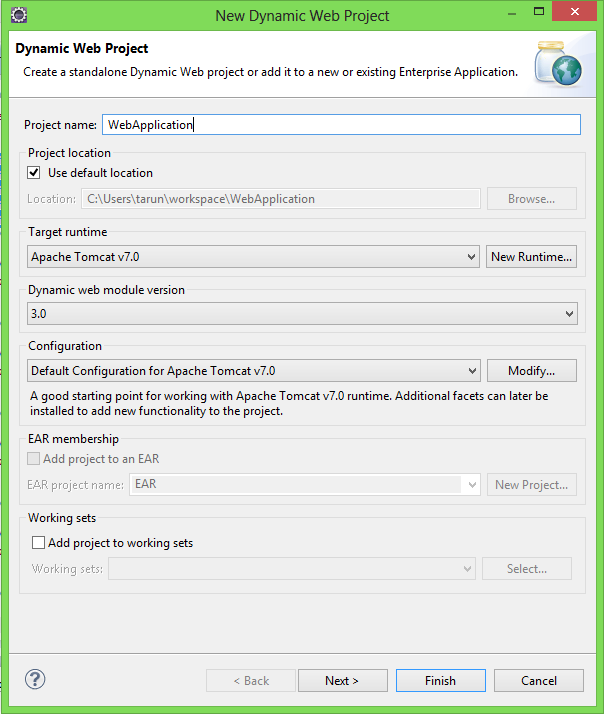 New Dynamic Web Project
Dynamic Web Project
Create a standalone Dynamic Web project or add it to a new or existing Enterprise Application.
Project name: WebApplication
Project location
Use default location
Location: C:\Users\tarun\workspace\WebApplication Browse...
Target runtime
Apache Tomcat v7.0 New Runtime...
Dynamic web module version
3.0
Configuration
Default Configuration for Apache Tomcat v7.0 Modify...
A good starting point for working with Apache Tomcat v7.0 runtime. Additional facets can later be
installed to add new functionality to the project.
EAR membership
Add project to an EAR
EAR project name: EAR New Project...
Working sets
Add project to working sets
Working sets: Select...
? < Back Next > Finish Cancel